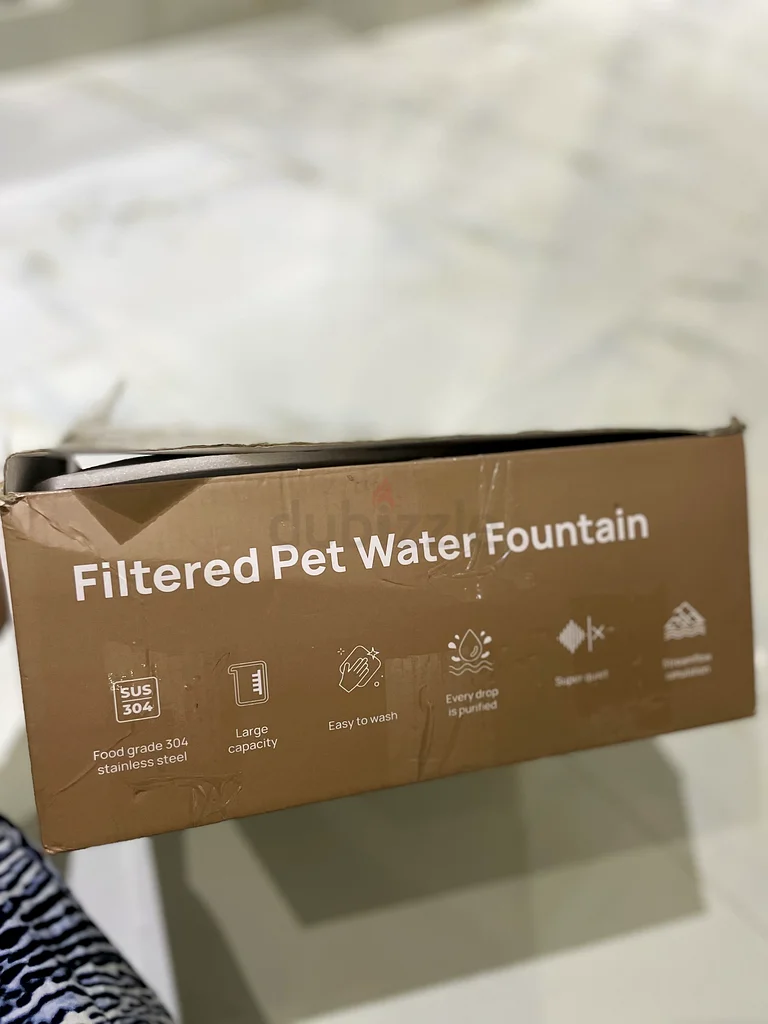 dubizzle
Filtered Pet Water Fountain
SUS
304
Food grade 304
stainless steel
Large
capacity
Easy to wash
Every drop
is purified
Super quiet